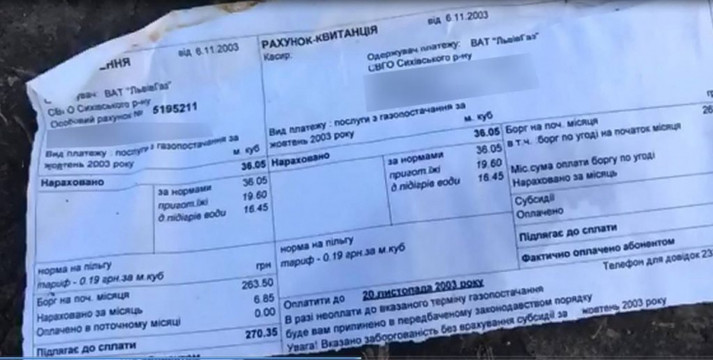 ННЯ
від 6.11.2003
увач: ВАТ "ЛьвівГаз"
СВГО Сихівського р-ну
Особовий рахунок № 5195211
Вид платежу: послуги з газопостачання за
жовтень 2003 року
м. куб
Нараховано 36.05
за нормами 36.05
пригот.їжі 19.60
д.підігрів води 16.45
норма на пільгу
тариф - 0.19 грн.за м.куб
грн
Борг на поч. місяця 263.50
Нараховано за місяць 6.85
Оплачено в поточному місяці 0.00
Підлягає до сплати 270.35
РАХУНОК-КВИТАНЦІЯ
від 6.11.2003
Касир:
Одержувач платежу: ВАТ "ЛьвівГаз"
СВГО Сихівського р-ну
Вид платежу : послуги з газопостачання за
жовтень 2003 року
м. куб
Нараховано 36.05
за нормами 36.05
пригот.їжі 19.60
д.підігрів води 16.45
норма на пільгу
тариф - 0.19 грн.за м.куб
Борг на поч. місяця
в т.ч. борг по угоді на початок місяця
Міс.сума оплати боргу по угоді
Нараховано за місяць
Субсидії
Оплачено
Підлягає до сплати
Фактично оплачено абонентом
Телефон для довідок 23
Оплатити до 20 листопада 2003 року
В разі неоплати до вказаного терміну газопостачання
буде вам припинено в передбаченому законодавством порядку
Увага! Вказано заборгованість без врахування субсидії за жовтень 2003 року